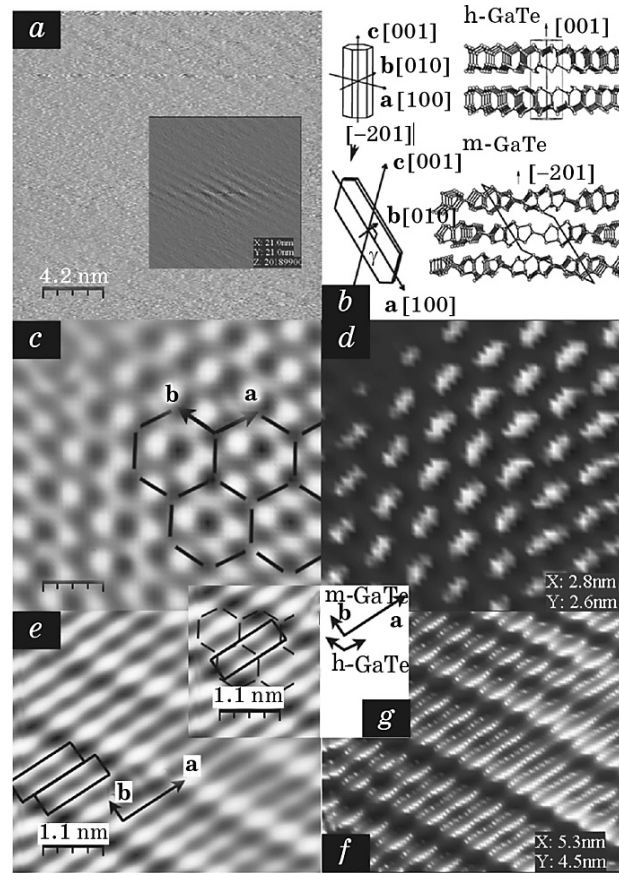 a
X: 21.0nm
Y: 21.0nm
4.2 nm
b
c [001]
b [010]
a [100]
[−201]
c [001]
b [010]
γ
a [100]
h-GaTe
[001]
m-GaTe
[−201]
c
b
a
d
X: 2.8nm
Y: 2.6nm
e
1.1 nm
b
a
1.1 nm
m-GaTe
b
a
h-GaTe
g
f
X: 5.3nm
Y: 4.5nm